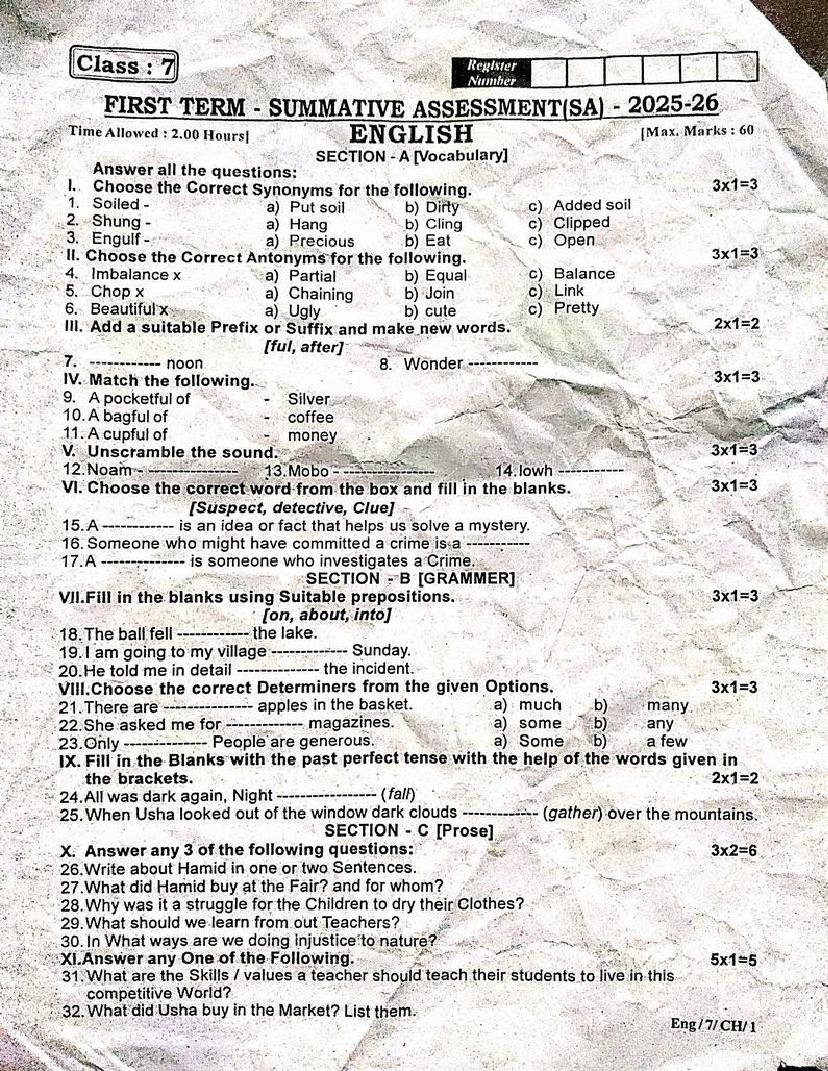 Class : 7
Register Number
FIRST TERM - SUMMATIVE ASSESSMENT(SA) - 2025-26
Time Allowed : 2.00 Hours] ENGLISH [Max. Marks : 60
SECTION - A [Vocabulary]
Answer all the questions:
I. Choose the Correct Synonyms for the following. 3x1=3
1. Soiled - a) Put soil b) Dirty c) Added soil
2. Shung - a) Hang b) Cling c) Clipped
3. Engulf - a) Precious b) Eat c) Open
II. Choose the Correct Antonyms for the following. 3x1=3
4. Imbalance x a) Partial b) Equal c) Balance
5. Chop x a) Chaining b) Join c) Link
6. Beautiful x a) Ugly b) cute c) Pretty
III. Add a suitable Prefix or Suffix and make new words. 2x1=2
[ful, after]
7. ----------- noon 8. Wonder -----------
IV. Match the following. 3x1=3
9. A pocketful of - Silver
10. A bagful of - coffee
11. A cupful of - money
V. Unscramble the sound. 3x1=3
12. Noam - -------------- 13. Mobo - -------------- 14. lowh ----------
VI. Choose the correct word from the box and fill in the blanks. 3x1=3
[Suspect, detective, Clue]
15. A ----------- is an idea or fact that helps us solve a mystery.
16. Someone who might have committed a crime is a ----------
17. A ------------- is someone who investigates a Crime.
SECTION - B [GRAMMER]
VII. Fill in the blanks using Suitable prepositions. 3x1=3
[on, about, into]
18. The ball fell ----------- the lake.
19. I am going to my village ------------ Sunday.
20. He told me in detail ------------- the incident.
VIII. Choose the correct Determiners from the given Options. 3x1=3
21. There are -------------- apples in the basket. a) much b) many
22. She asked me for ------------ magazines. a) some b) any
23. Only ------------- People are generous. a) Some b) a few
IX. Fill in the Blanks with the past perfect tense with the help of the words given in
the brackets. 2x1=2
24. All was dark again, Night ---------------- (fall)
25. When Usha looked out of the window dark clouds ------------ (gather) over the mountains.
SECTION - C [Prose]
X. Answer any 3 of the following questions: 3x2=6
26. Write about Hamid in one or two Sentences.
27. What did Hamid buy at the Fair? and for whom?
28. Why was it a struggle for the Children to dry their Clothes?
29. What should we learn from out Teachers?
30. In What ways are we doing injustice to nature?
XI. Answer any One of the Following. 5x1=5
31. What are the Skills / values a teacher should teach their students to live in this
competitive World?
32. What did Usha buy in the Market? List them.
Eng/7/CH/1